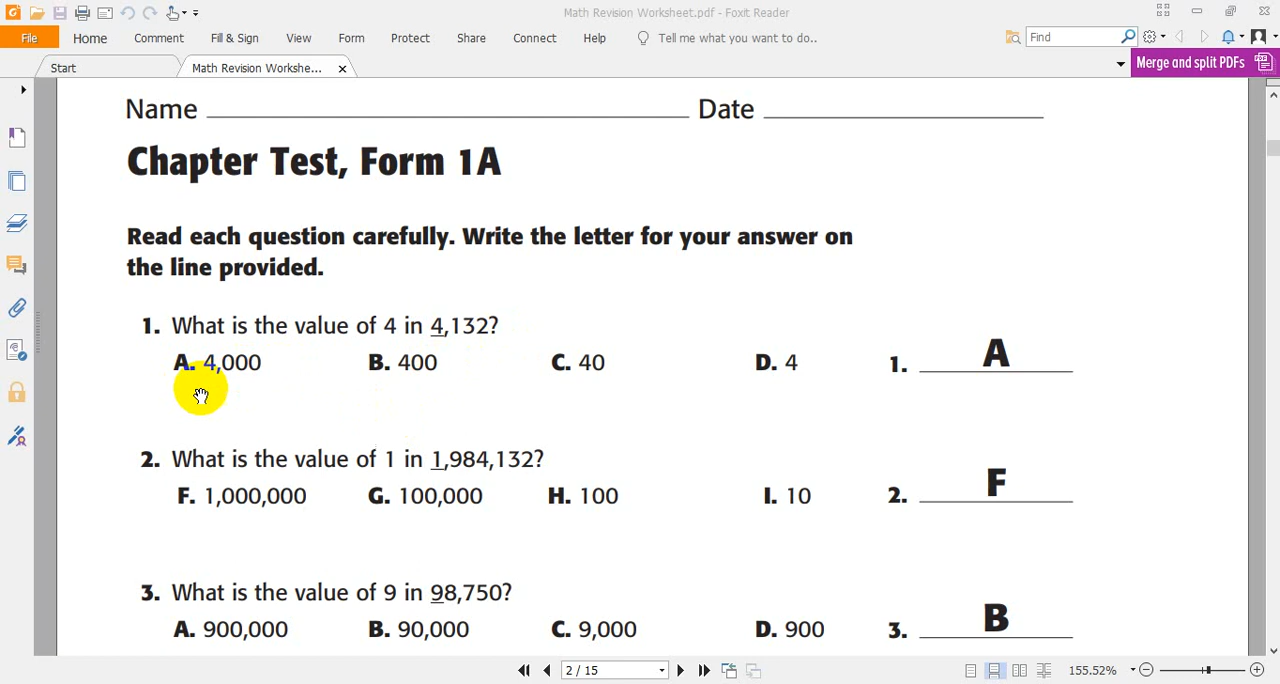 Math Revision Worksheet.pdf - Foxit Reader
File Home Comment Fill & Sign View Form Protect Share Connect Help Tell me what you want to do.. Find
Start Math Revision Workshe... Merge and split PDFs
Name Date
Chapter Test, Form 1A
Read each question carefully. Write the letter for your answer on
the line provided.
1. What is the value of 4 in 4,132?
A. 4,000 B. 400 C. 40 D. 4 1. A
2. What is the value of 1 in 1,984,132?
F. 1,000,000 G. 100,000 H. 100 I. 10 2. F
3. What is the value of 9 in 98,750?
A. 900,000 B. 90,000 C. 9,000 D. 900 3. B
2 / 15 155.52%